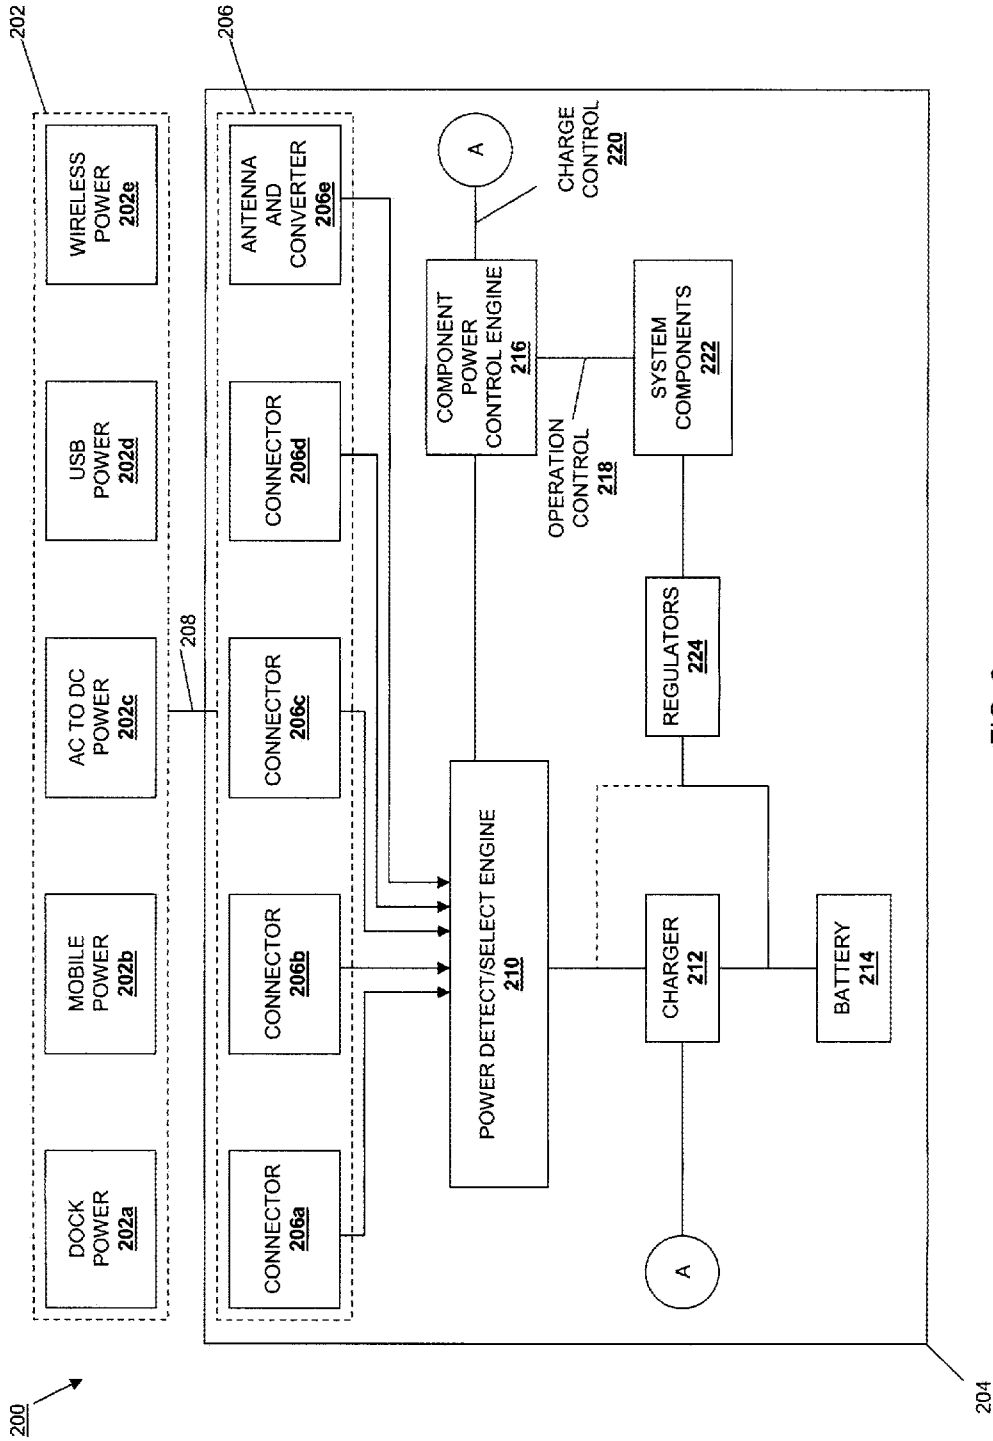 200
202
DOCK
POWER
202a
MOBILE
POWER
202b
AC TO DC
POWER
202c
USB
POWER
202d
WIRELESS
POWER
202e
208
206
CONNECTOR
206a
CONNECTOR
206b
CONNECTOR
206c
CONNECTOR
206d
ANTENNA
AND
CONVERTER
206e
POWER DETECT/SELECT ENGINE
210
COMPONENT
POWER
CONTROL ENGINE
216
A
CHARGE
CONTROL
220
OPERATION
CONTROL
218
A
CHARGER
212
REGULATORS
224
SYSTEM
COMPONENTS
222
BATTERY
214
204